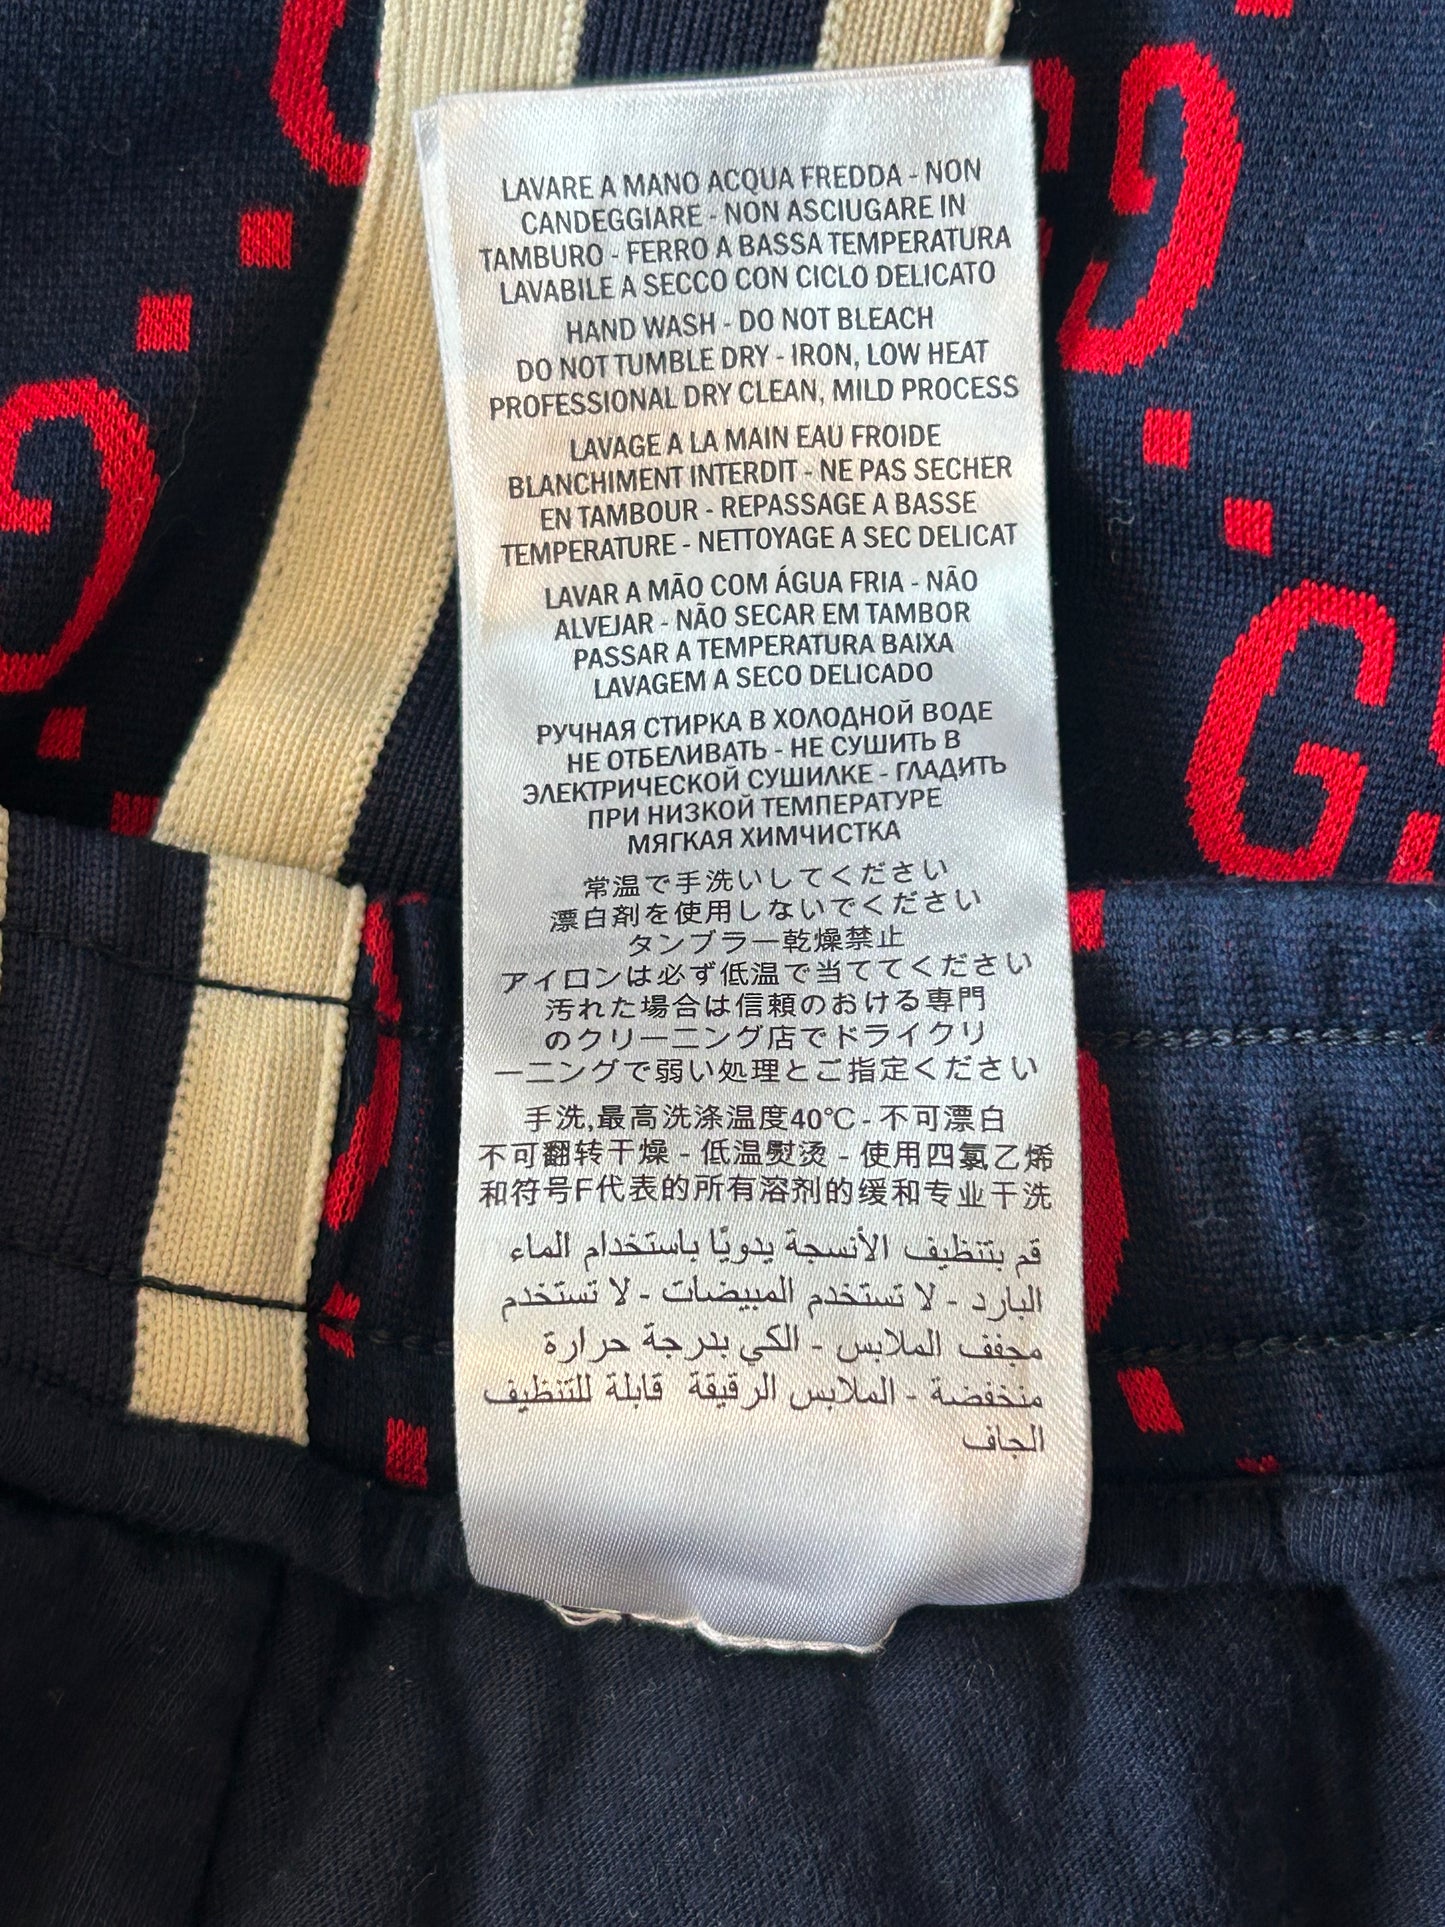 LAVARE A MANO ACQUA FREDDA - NON
CANDEGGIARE - NON ASCIUGARE IN
TAMBURO - FERRO A BASSA TEMPERATURA
LAVABILE A SECCO CON CICLO DELICATO
HAND WASH - DO NOT BLEACH
DO NOT TUMBLE DRY - IRON, LOW HEAT
PROFESSIONAL DRY CLEAN, MILD PROCESS
LAVAGE A LA MAIN EAU FROIDE
BLANCHIMENT INTERDIT - NE PAS SECHER
EN TAMBOUR - REPASSAGE A BASSE
TEMPERATURE - NETTOYAGE A SEC DELICAT
LAVAR A MÃO COM ÁGUA FRIA - NÃO
ALVEJAR - NÃO SECAR EM TAMBOR
PASSAR A TEMPERATURA BAIXA
LAVAGEM A SECO DELICADO
РУЧНАЯ СТИРКА В ХОЛОДНОЙ ВОДЕ
НЕ ОТБЕЛИВАТЬ - НЕ СУШИТЬ В
ЭЛЕКТРИЧЕСКОЙ СУШИЛКЕ - ГЛАДИТЬ
ПРИ НИЗКОЙ ТЕМПЕРАТУРЕ
МЯГКАЯ ХИМЧИСТКА
常温で手洗いしてください
漂白剤を使用しないでください
タンブラー乾燥禁止
アイロンは必ず低温で当ててください
汚れた場合は信頼のおける専門
のクリーニング店でドライクリ
ーニングで弱い処理とご指定ください
手洗,最高洗涤温度40℃ - 不可漂白
不可翻转干燥 - 低温熨烫 - 使用四氯乙烯
和符号F代表的所有溶剂的缓和专业干洗
قم بتنظيف الأنسجة يدويًا باستخدام الماء
البارد - لا تستخدم المبيضات - لا تستخدم
مجفف الملابس - الكي بدرجة حرارة
منخفضة - الملابس الرقيقة قابلة للتنظيف
الجاف